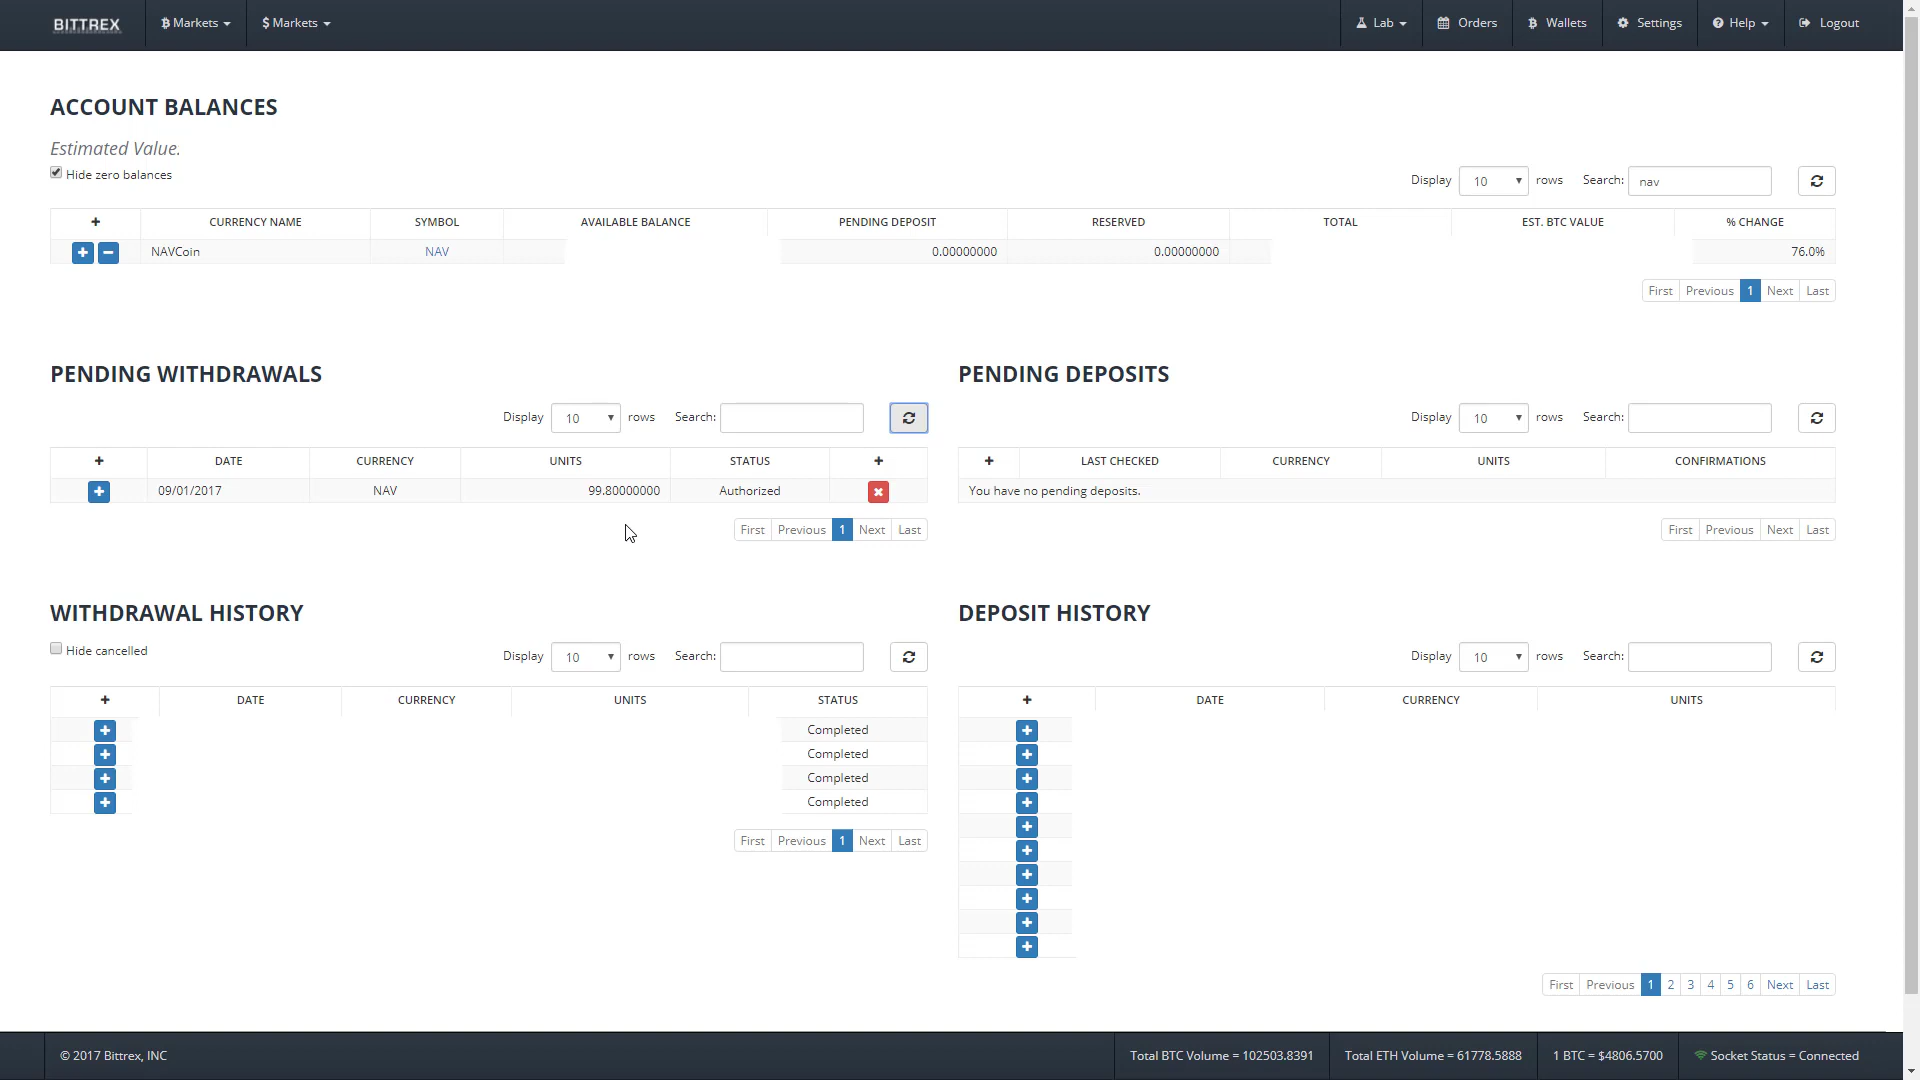 BITTREX
Markets
$ Markets
Lab
Orders
Wallets
Settings
Help
Logout
ACCOUNT BALANCES
Estimated Value.
Hide zero balances
Display 10 rows Search: nav
CURRENCY NAME SYMBOL AVAILABLE BALANCE PENDING DEPOSIT RESERVED TOTAL EST. BTC VALUE % CHANGE
NAVCoin NAV 0.00000000 0.00000000 76.0%
First Previous 1 Next Last
PENDING WITHDRAWALS
Display 10 rows Search:
DATE CURRENCY UNITS STATUS
09/01/2017 NAV 99.80000000 Authorized
First Previous 1 Next Last
PENDING DEPOSITS
Display 10 rows Search:
LAST CHECKED CURRENCY UNITS CONFIRMATIONS
You have no pending deposits.
First Previous Next Last
WITHDRAWAL HISTORY
Hide cancelled
Display 10 rows Search:
DATE CURRENCY UNITS STATUS
Completed
Completed
Completed
Completed
First Previous 1 Next Last
DEPOSIT HISTORY
Display 10 rows Search:
DATE CURRENCY UNITS
First Previous 1 2 3 4 5 6 Next Last
© 2017 Bittrex, INC
Total BTC Volume = 102503.8391
Total ETH Volume = 61778.5888
1 BTC = $4806.5700
Socket Status = Connected